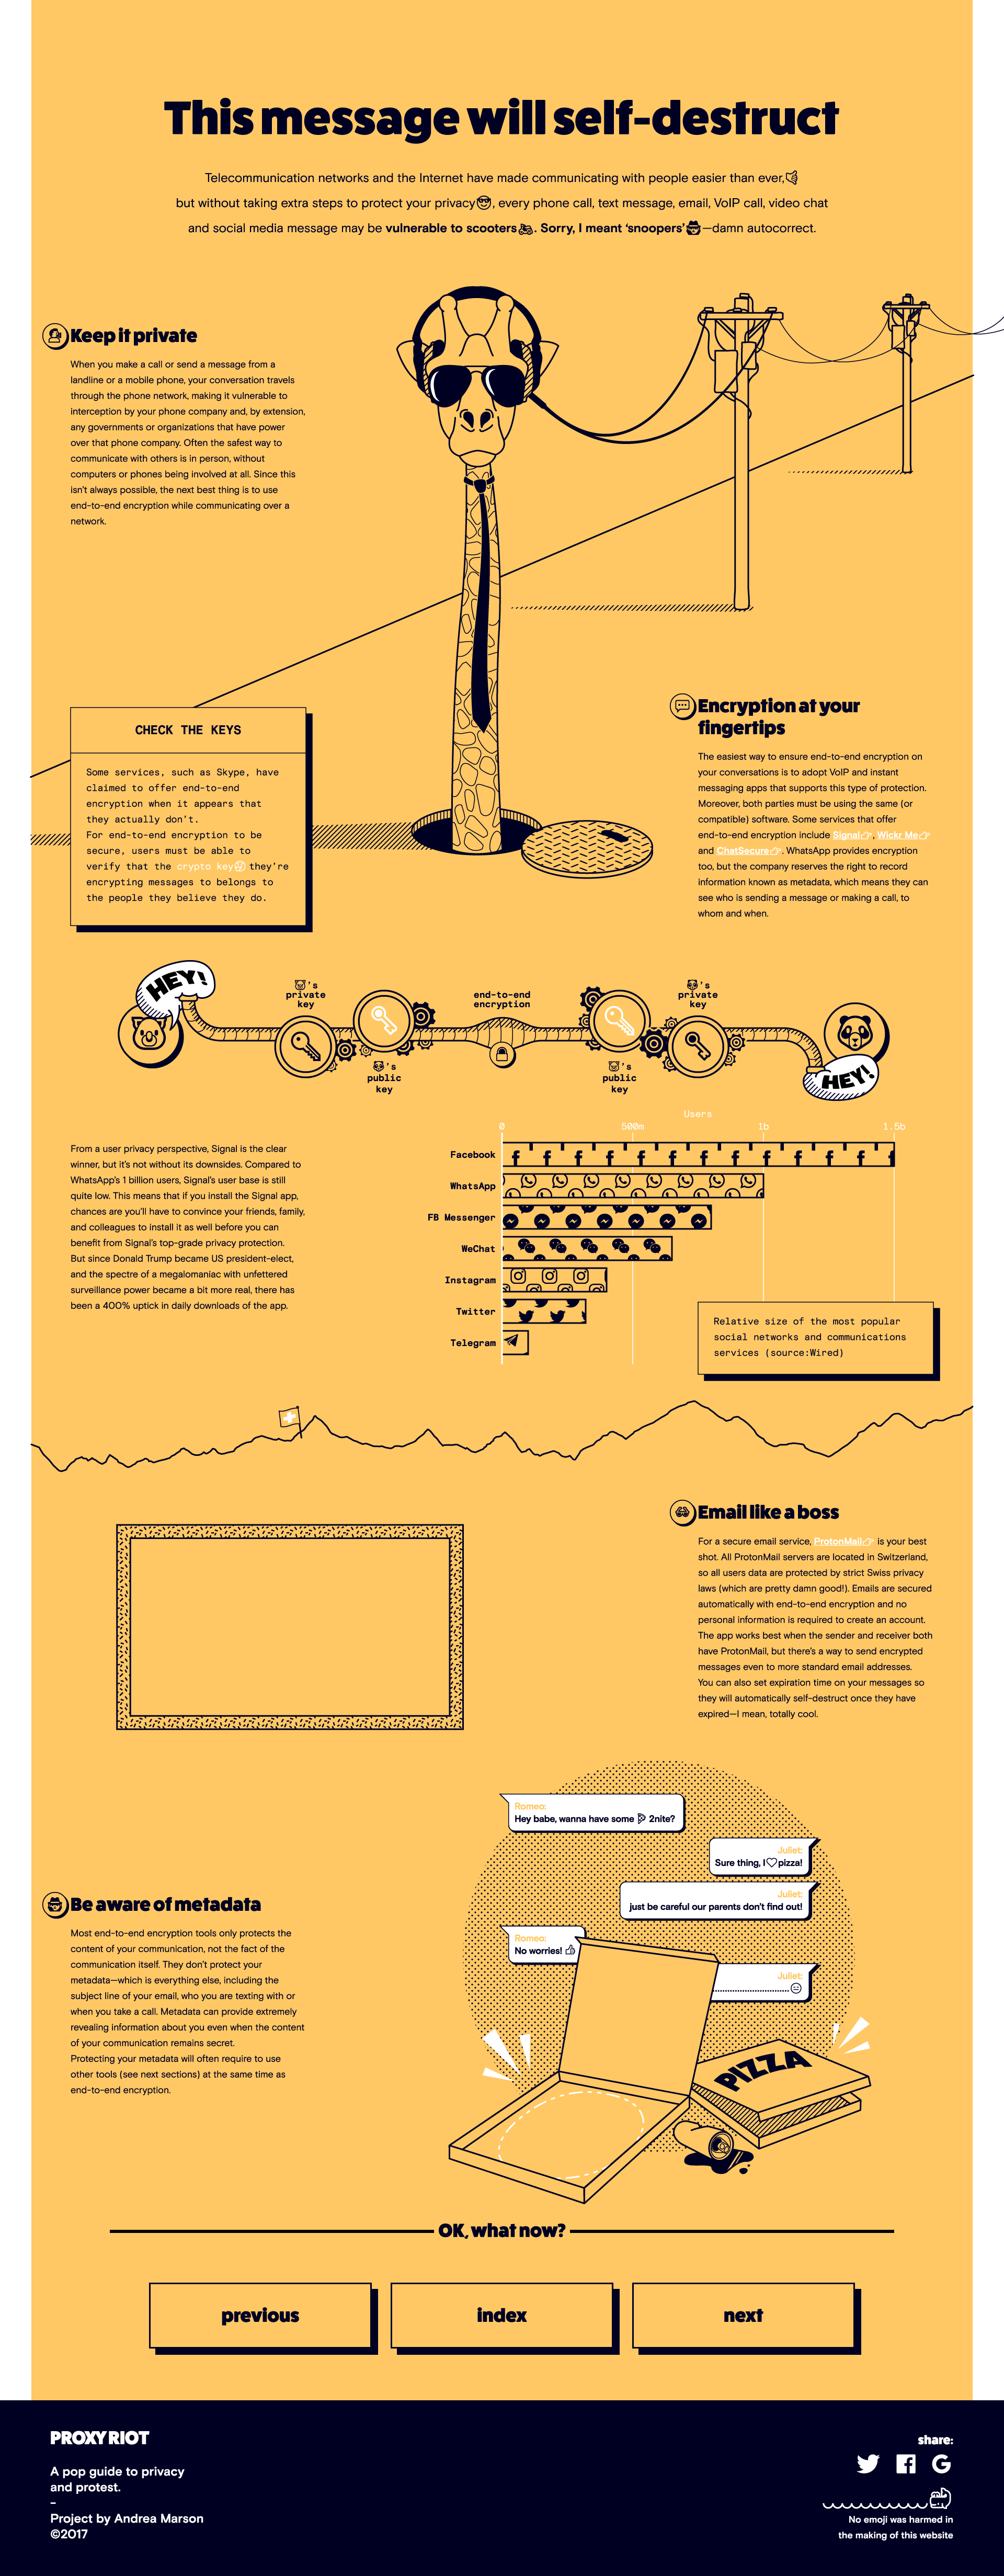 This message will self-destruct
Telecommunication networks and the Internet have made communicating with people easier than ever,
but without taking extra steps to protect your privacy, every phone call, text message, email, VoIP call, video chat
and social media message may be vulnerable to scooters. Sorry, I meant ‘snoopers’—damn autocorrect.
Keep it private
When you make a call or send a message from a
landline or a mobile phone, your conversation travels
through the phone network, making it vulnerable to
interception by your phone company and, by extension,
any governments or organizations that have power
over that phone company. Often the safest way to
communicate with others is in person, without
computers or phones being involved at all. Since this
isn’t always possible, the next best thing is to use
end-to-end encryption while communicating over a
network.
CHECK THE KEYS
Some services, such as Skype, have
claimed to offer end-to-end
encryption when it appears that
they actually don’t.
For end-to-end encryption to be
secure, users must be able to
verify that the crypto key they’re
encrypting messages to belongs to
the people they believe they do.
Encryption at your
fingertips
The easiest way to ensure end-to-end encryption on
your conversations is to adopt VoIP and instant
messaging apps that supports this type of protection.
Moreover, both parties must be using the same (or
compatible) software. Some services that offer
end-to-end encryption include Signal, Wickr Me
and ChatSecure. WhatsApp provides encryption
too, but the company reserves the right to record
information known as metadata, which means they can
see who is sending a message or making a call, to
whom and when.
HEY!
’s
private
key
’s
public
key
end-to-end
encryption
’s
public
key
’s
private
key
HEY!
From a user privacy perspective, Signal is the clear
winner, but it’s not without its downsides. Compared to
WhatsApp’s 1 billion users, Signal’s user base is still
quite low. This means that if you install the Signal app,
chances are you’ll have to convince your friends, family,
and colleagues to install it as well before you can
benefit from Signal’s top-grade privacy protection.
But since Donald Trump became US president-elect,
and the spectre of a megalomaniac with unfettered
surveillance power became a bit more real, there has
been a 400% uptick in daily downloads of the app.
Users
0 500m 1b 1.5b
Facebook
WhatsApp
FB Messenger
WeChat
Instagram
Twitter
Telegram
Relative size of the most popular
social networks and communications
services (source:Wired)
Email like a boss
For a secure email service, ProtonMail is your best
shot. All ProtonMail servers are located in Switzerland,
so all users data are protected by strict Swiss privacy
laws (which are pretty damn good!). Emails are secured
automatically with end-to-end encryption and no
personal information is required to create an account.
The app works best when the sender and receiver both
have ProtonMail, but there’s a way to send encrypted
messages even to more standard email addresses.
You can also set expiration time on your messages so
they will automatically self-destruct once they have
expired—I mean, totally cool.
Romeo:
Hey babe, wanna have some 2nite?
Juliet:
Sure thing, I pizza!
Juliet:
just be careful our parents don’t find out!
Romeo:
No worries!
Juliet:
..............................
PIZZA
Be aware of metadata
Most end-to-end encryption tools only protects the
content of your communication, not the fact of the
communication itself. They don’t protect your
metadata—which is everything else, including the
subject line of your email, who you are texting with or
when you take a call. Metadata can provide extremely
revealing information about you even when the content
of your communication remains secret.
Protecting your metadata will often require to use
other tools (see next sections) at the same time as
end-to-end encryption.
OK, what now?
previous
index
next
PROXY RIOT
A pop guide to privacy
and protest.
–
Project by Andrea Marson
©2017
share:
No emoji was harmed in
the making of this website